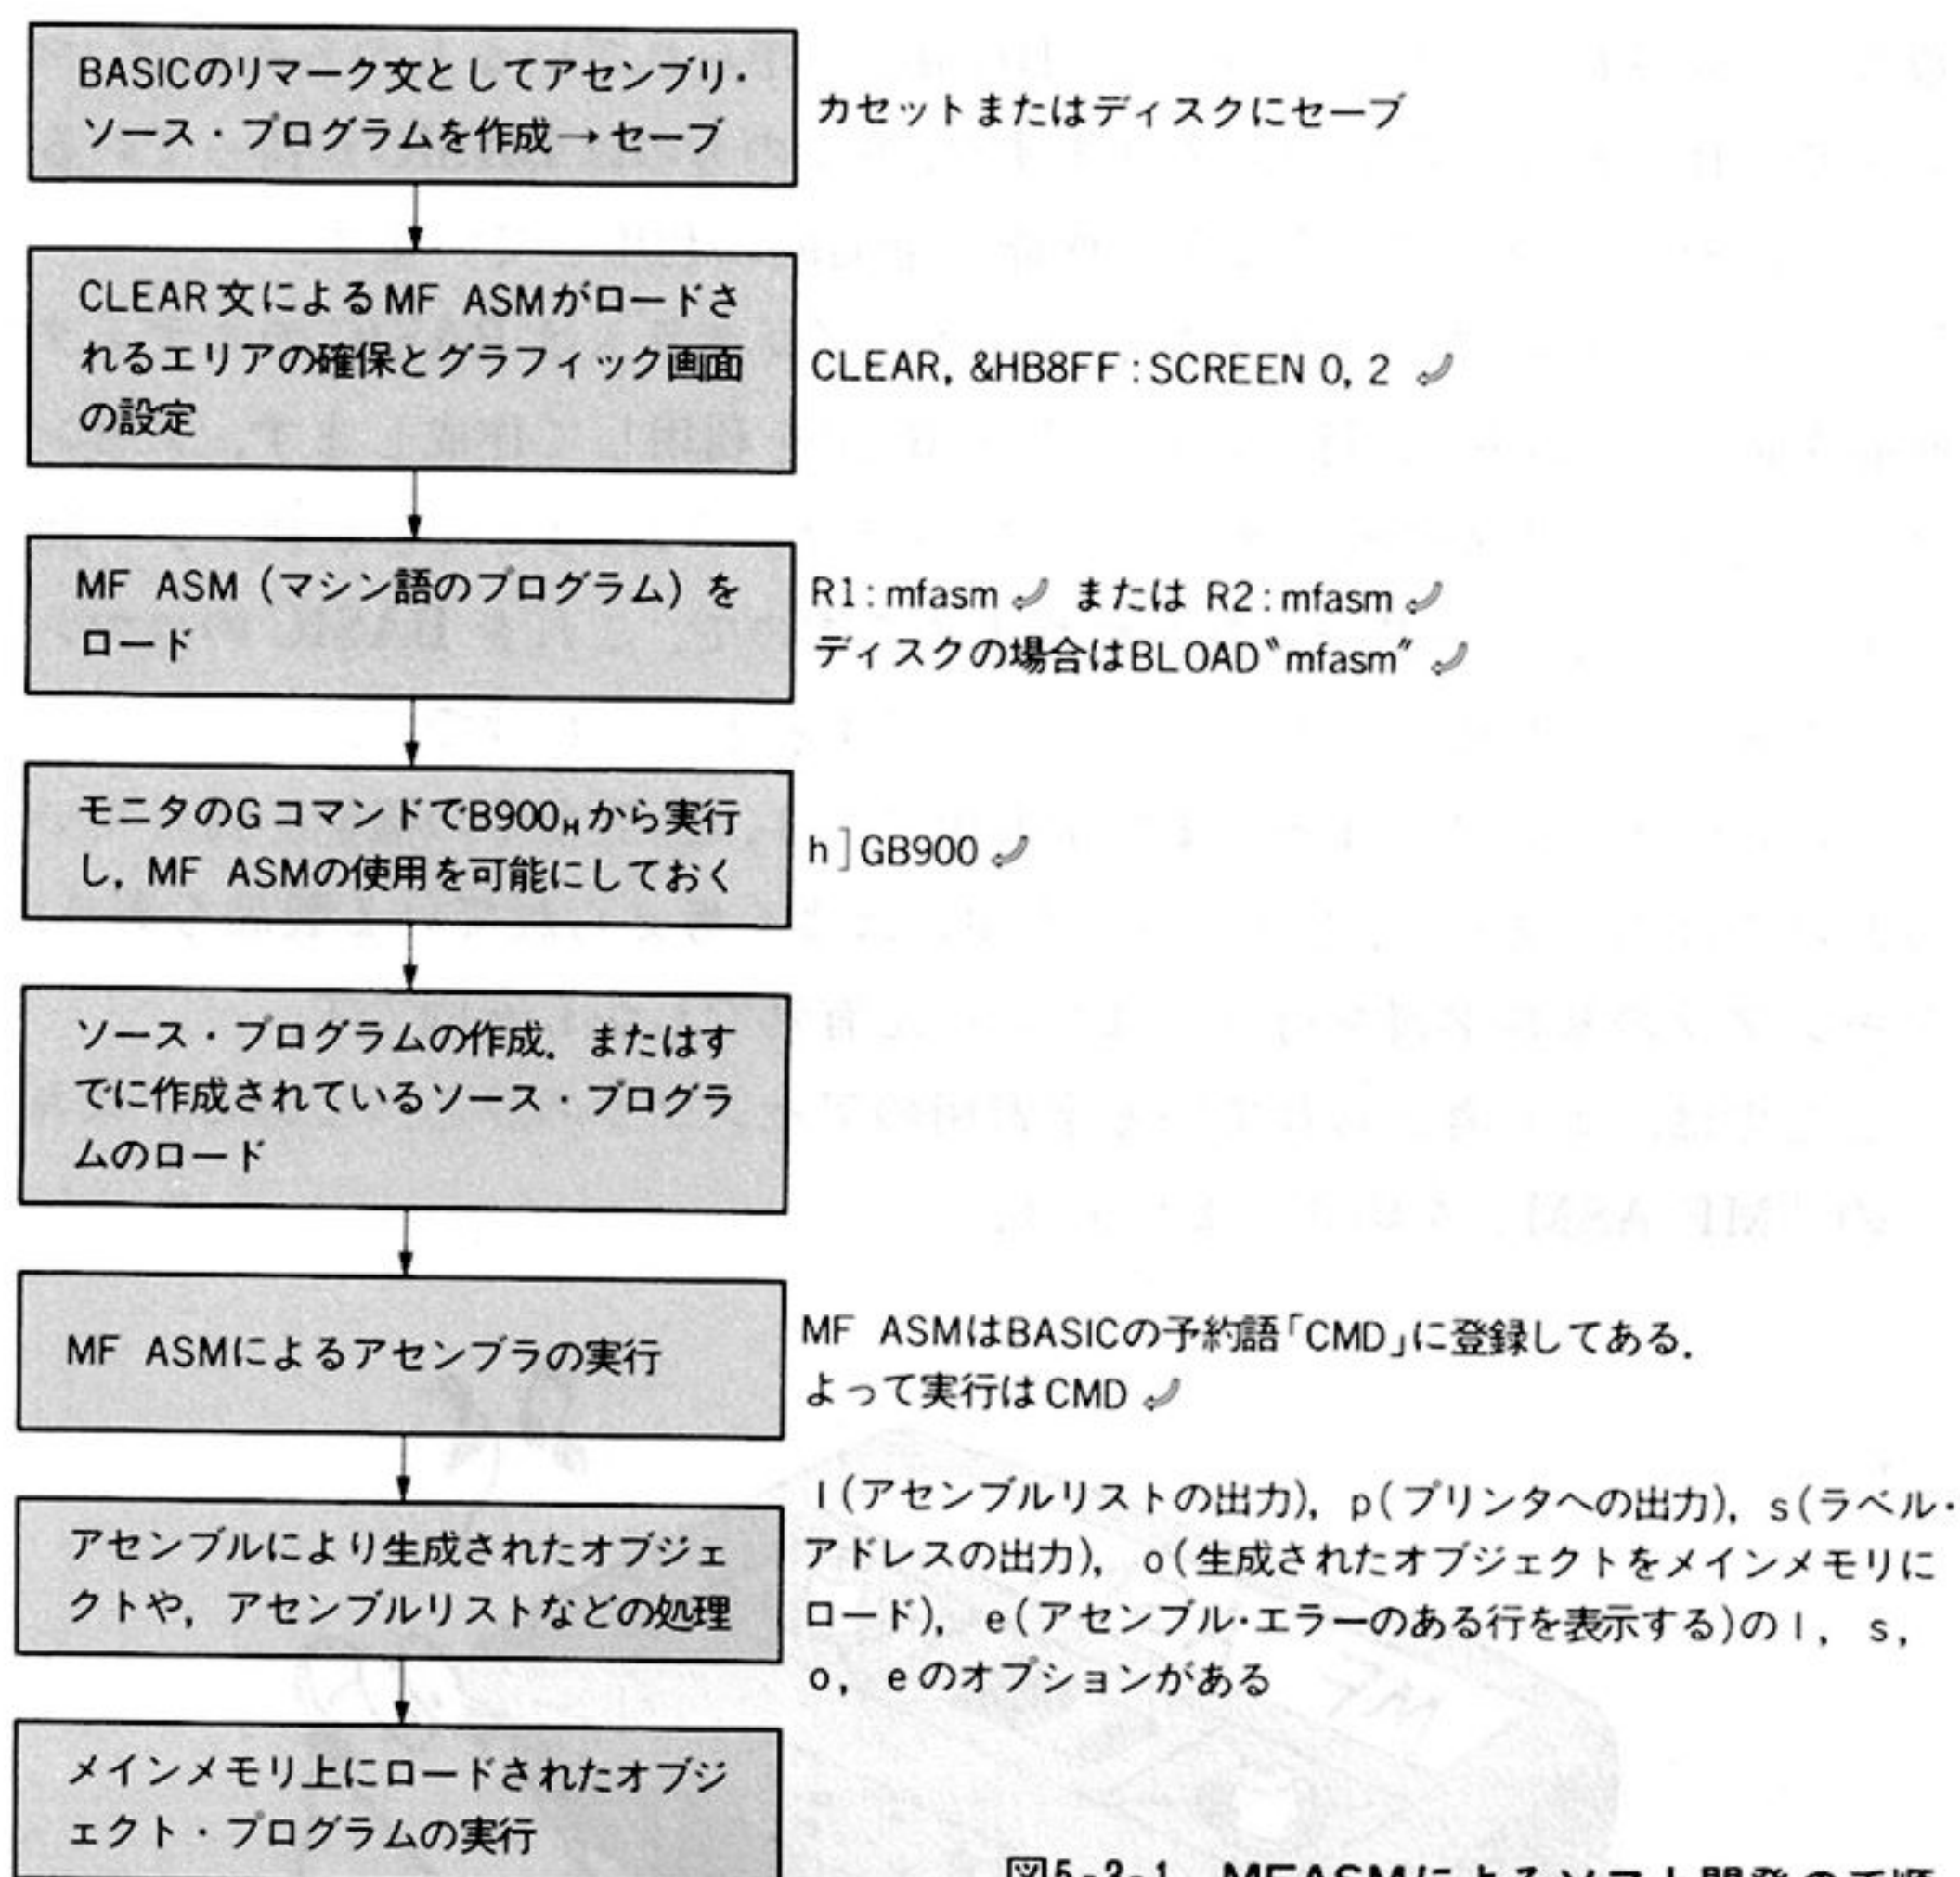 BASICのリマーク文としてアセンブリ・
ソース・プログラムを作成→セーブ
カセットまたはディスクにセーブ
CLEAR文によるMF ASMがロードさ
れるエリアの確保とグラフィック画面
の設定
CLEAR, &HB8FF:SCREEN 0, 2 ⤶
MF ASM（マシン語のプログラム）を
ロード
R1:mfasm ⤶ または R2:mfasm ⤶
ディスクの場合はBLOAD〝mfasm〞⤶
モニタのGコマンドでB900Hから実行
し，MF ASMの使用を可能にしておく
h]GB900 ⤶
ソース・プログラムの作成．またはす
でに作成されているソース・プログラ
ムのロード
MF ASMによるアセンブラの実行
MF ASMはBASICの予約語「CMD」に登録してある．
よって実行はCMD ⤶
アセンブルにより生成されたオブジェ
クトや，アセンブルリストなどの処理
l(アセンブルリストの出力)，p(プリンタへの出力)，s(ラベル・
アドレスの出力)，o(生成されたオブジェクトをメインメモリに
ロード)，e(アセンブル・エラーのある行を表示する)のl，s，
o，eのオプションがある
メインメモリ上にロードされたオブジ
ェクト・プログラムの実行
図5-3-1 MFASMによるソフト開発の手順